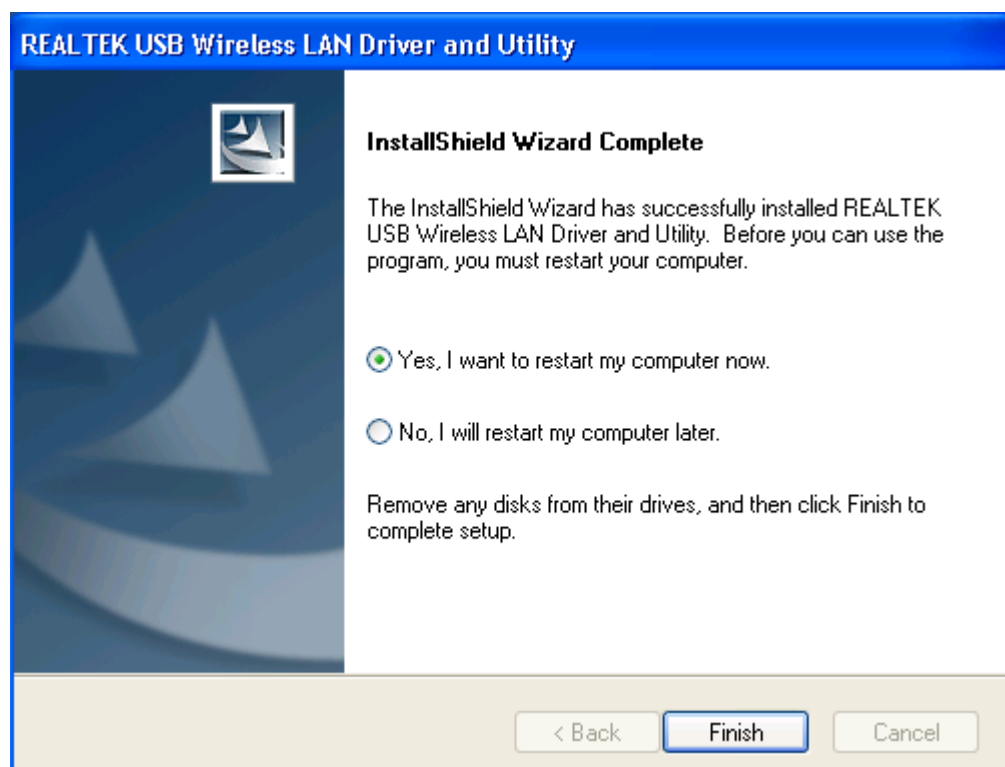 REALTEK USB Wireless LAN Driver and Utility
InstallShield Wizard Complete
The InstallShield Wizard has successfully installed REALTEK
USB Wireless LAN Driver and Utility.  Before you can use the
program, you must restart your computer.
Yes, I want to restart my computer now.
No, I will restart my computer later.
Remove any disks from their drives, and then click Finish to
complete setup.
< Back
Finish
Cancel